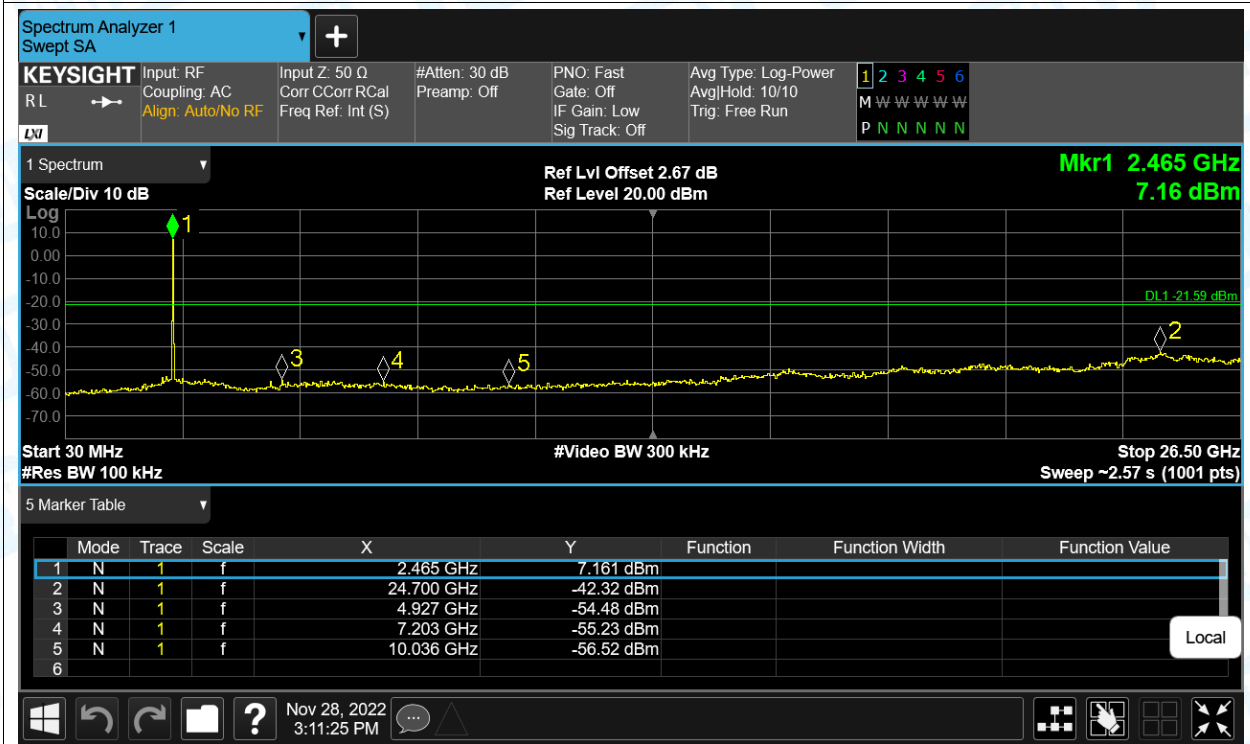 Spectrum Analyzer 1
Swept SA
KEYSIGHT
RL
LXI
Input: RF
Coupling: AC
Align: Auto/No RF
Input Z: 50 Ω
Corr CCorr RCal
Freq Ref: Int (S)
#Atten: 30 dB
Preamp: Off
PNO: Fast
Gate: Off
IF Gain: Low
Sig Track: Off
Avg Type: Log-Power
Avg|Hold: 10/10
Trig: Free Run
1 2 3 4 5 6
M W W W W W
P N N N N N
1 Spectrum
Scale/Div 10 dB
Ref Lvl Offset 2.67 dB
Ref Level 20.00 dBm
Mkr1 2.465 GHz
7.16 dBm
Log
10.0
0.00
-10.0
-20.0
-30.0
-40.0
-50.0
-60.0
-70.0
1
DL1 -21.59 dBm
2
3
4
5
Start 30 MHz
#Res BW 100 kHz
#Video BW 300 kHz
Stop 26.50 GHz
Sweep ~2.57 s (1001 pts)
5 Marker Table
Mode Trace Scale X Y Function Function Width Function Value
1 N 1 f 2.465 GHz 7.161 dBm
2 N 1 f 24.700 GHz -42.32 dBm
3 N 1 f 4.927 GHz -54.48 dBm
4 N 1 f 7.203 GHz -55.23 dBm
5 N 1 f 10.036 GHz -56.52 dBm
6
Local
?
Nov 28, 2022
3:11:25 PM